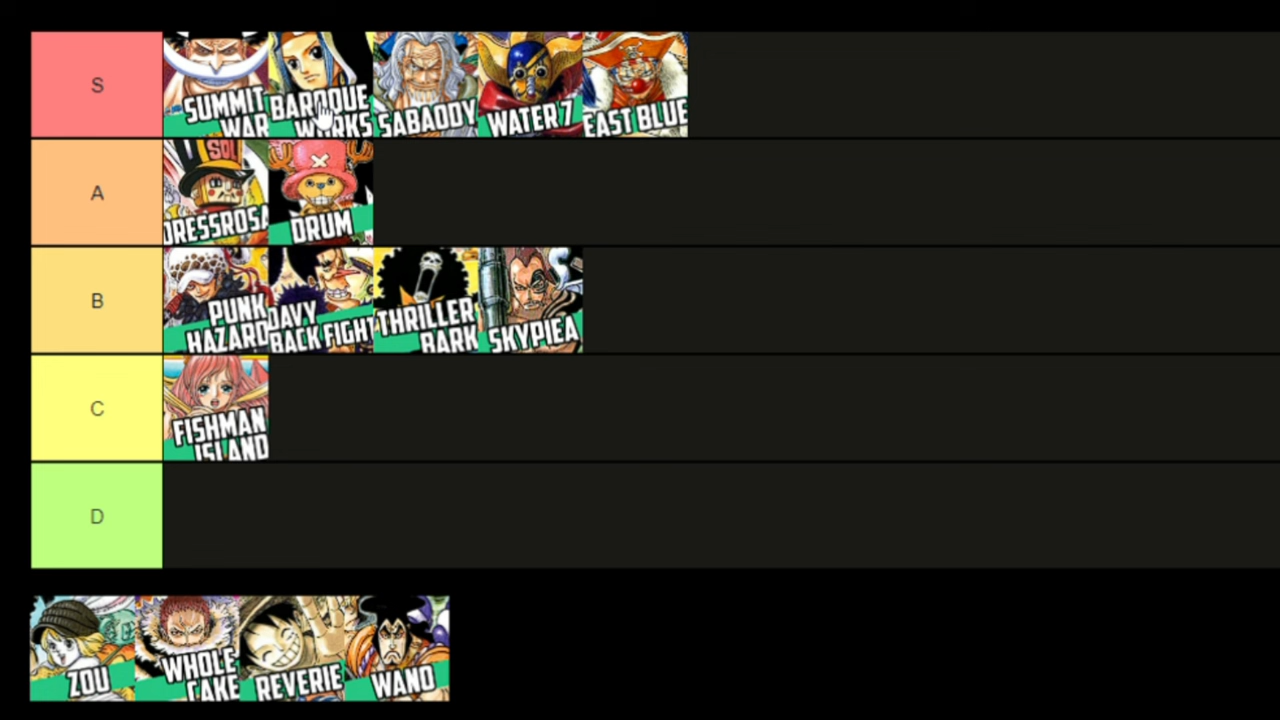 S
SUMMIT
WAR
BAROQUE
WORKS
SABAODY
WATER 7
EAST BLUE
A
SOL
DRESSROSA
DRUM
B
PUNK
HAZARD
DAVY
BACK FIGHT
THRILLER
BARK
SKYPIEA
C
FISHMAN
ISLAND
D
ZOU
WHOLE
CAKE
REVERIE
WANO